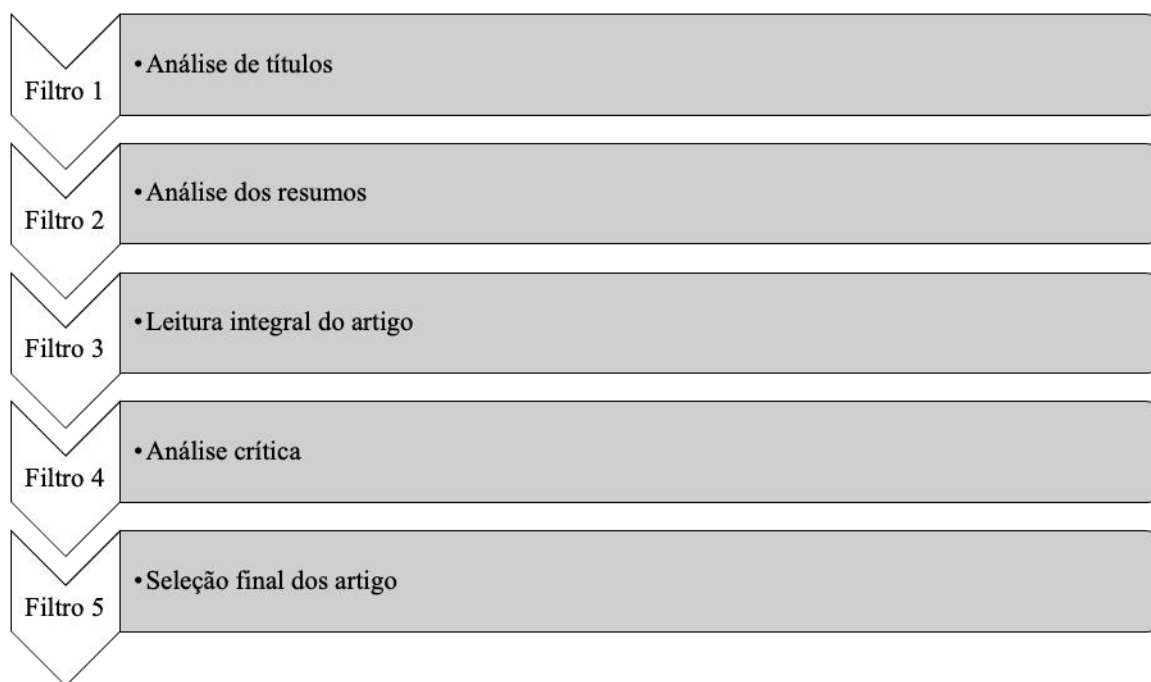 Filtro 1
•Análise de títulos
Filtro 2
•Análise dos resumos
Filtro 3
•Leitura integral do artigo
Filtro 4
•Análise crítica
Filtro 5
•Seleção final dos artigo